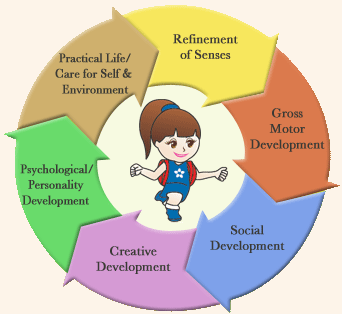 Refinement
of Senses
Gross
Motor
Development
Social
Development
Creative
Development
Psychological/
Personality
Development
Practical Life/
Care for Self &
Environment